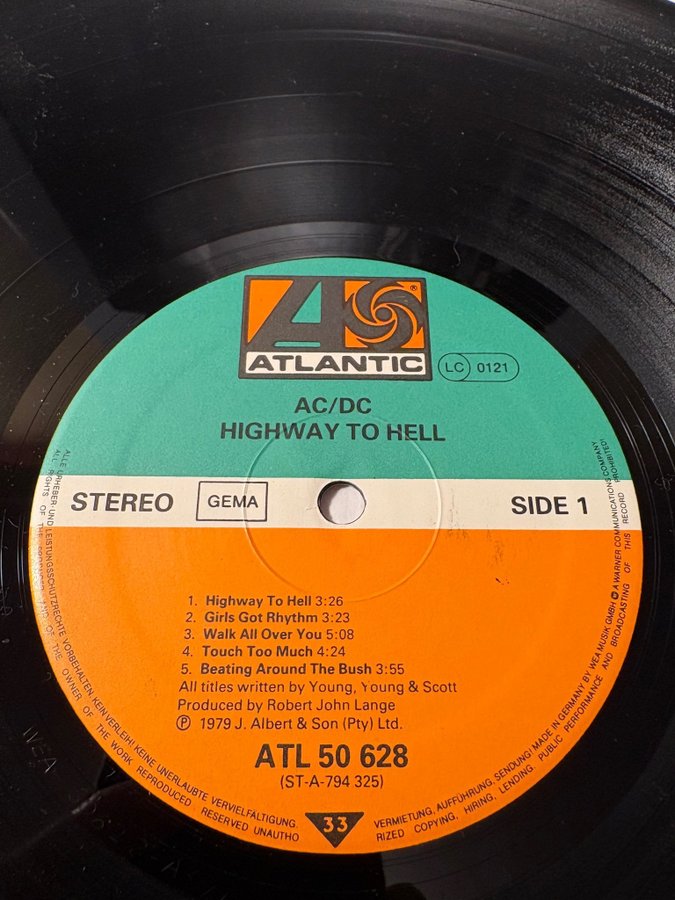 ATLANTIC
®
LC 0121
AC/DC
HIGHWAY TO HELL
STEREO GEMA SIDE 1
1. Highway To Hell 3:26
2. Girls Got Rhythm 3:23
3. Walk All Over You 5:08
4. Touch Too Much 4:24
5. Beating Around The Bush 3:55
All titles written by Young, Young & Scott
Produced by Robert John Lange
Ⓟ 1979 J. Albert & Son (Pty) Ltd.
ATL 50 628
(ST-A-794 325)
33
ALLE URHEBER- UND LEISTUNGSSCHUTZRECHTE VORBEHALTEN. KEIN VERLEIH! KEINE UNERLAUBTE VERVIELFÄLTIGUNG,
VERMIETUNG, AUFFÜHRUNG, SENDUNG! MADE IN GERMANY BY WEA MUSIK GMBH A WARNER COMMUNICATIONS COMPANY
ALL RIGHTS OF THE AND OF THE OWNER OF THE WORK REPRODUCED RESERVED UNAUTHO
RIZED COPYING, HIRING, LENDING, PUBLIC PERFORMANCE AND BROADCASTING OF THIS RECORD PROHIBITED!